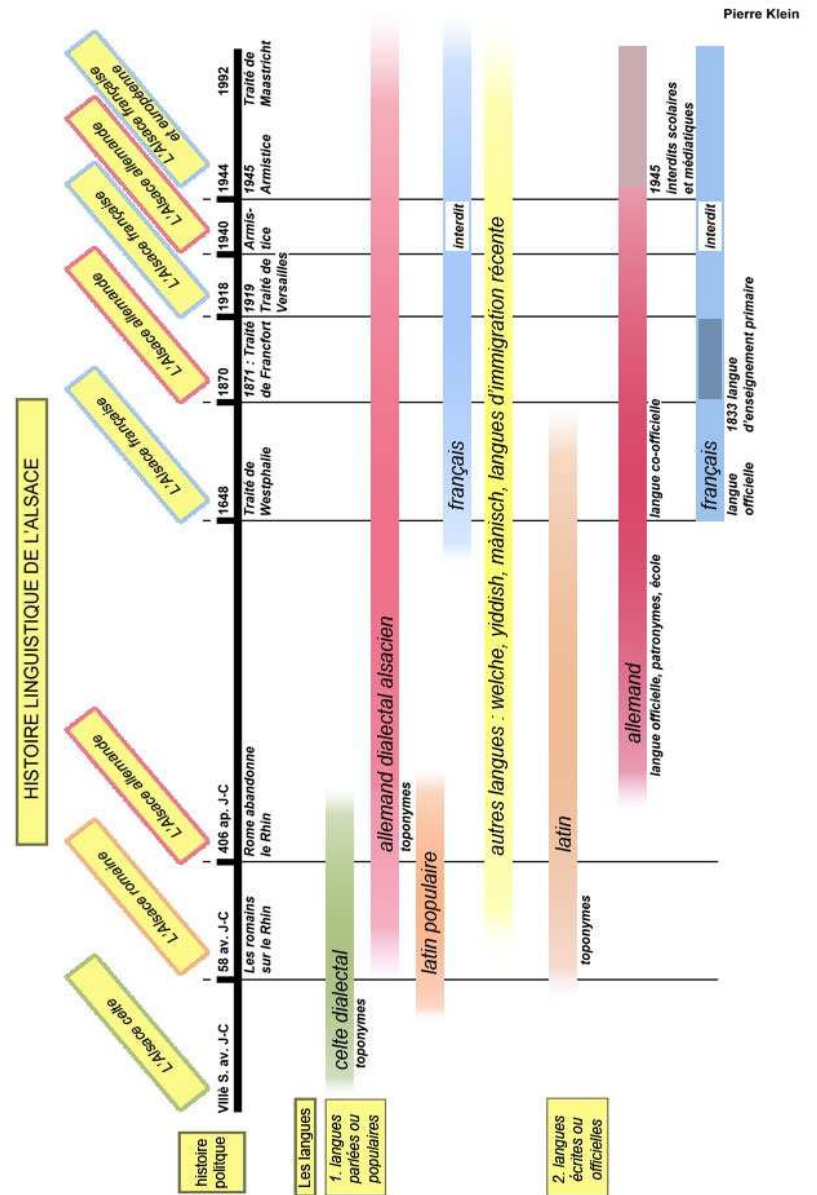 Pierre Klein
HISTOIRE LINGUISTIQUE DE L'ALSACE
L'Alsace celte
L'Alsace romaine
L'Alsace allemande
L'Alsace française
L'Alsace allemande
L'Alsace française
L'Alsace allemande
L'Alsace française
et européenne
histoire
politque
VIIIè S. av. J-C
58 av. J-C
406 ap. J-C
1648
1870
1918
1940
1944
1992
Les romains
sur le Rhin
Rome abandonne
le Rhin
Traité de
Westphalie
1871 : Traité
de Francfort
1919
Traité de
Versailles
Armis-
tice
1945
Armistice
Traité de
Maastricht
Les langues
1. langues
parlées ou
populaires
celte dialectal
toponymes
allemand dialectal alsacien
toponymes
latin populaire
français
interdit
autres langues : welche, yiddish, mànisch, langues d'immigration récente
2. langues
écrites ou
officielles
latin
toponymes
allemand
langue officielle, patronymes, école
langue co-officielle
1945
interdits scolaires
et médiatiques
français
interdit
langue
officielle
1833 langue
d'enseignement primaire